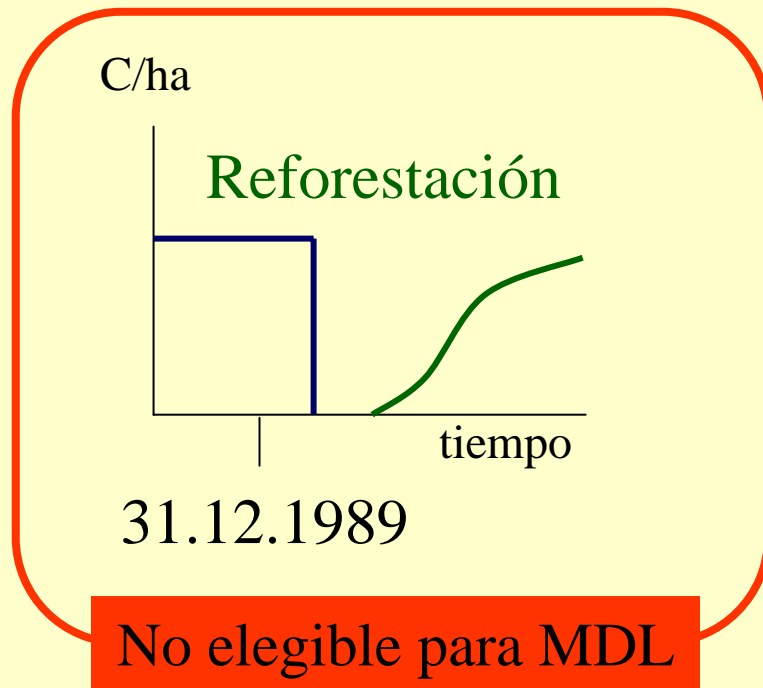 C/ha
Reforestación
tiempo
31.12.1989
No elegible para MDL